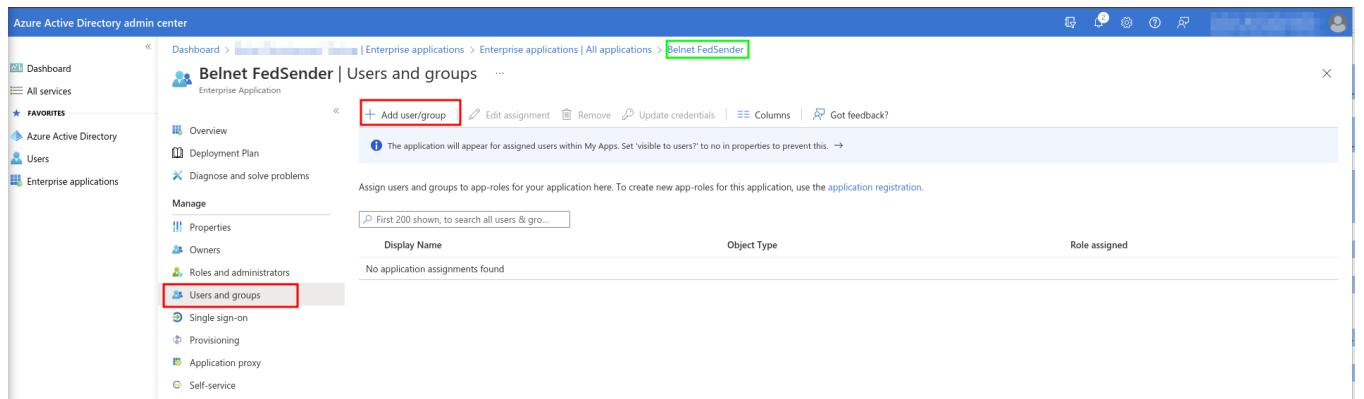 Azure Active Directory admin center
2
Dashboard
All services
FAVORITES
Azure Active Directory
Users
Enterprise applications
Dashboard > | Enterprise applications > Enterprise applications | All applications > Belnet FedSender
Belnet FedSender | Users and groups ...
Enterprise Application
Overview
Deployment Plan
Diagnose and solve problems
Manage
Properties
Owners
Roles and administrators
Users and groups
Single sign-on
Provisioning
Application proxy
Self-service
Add user/group | Edit assignment Remove Update credentials | Columns | Got feedback?
The application will appear for assigned users within My Apps. Set 'visible to users?' to no in properties to prevent this. →
Assign users and groups to app-roles for your application here. To create new app-roles for this application, use the application registration.
First 200 shown, to search all users & gro...
Display Name Object Type Role assigned
No application assignments found